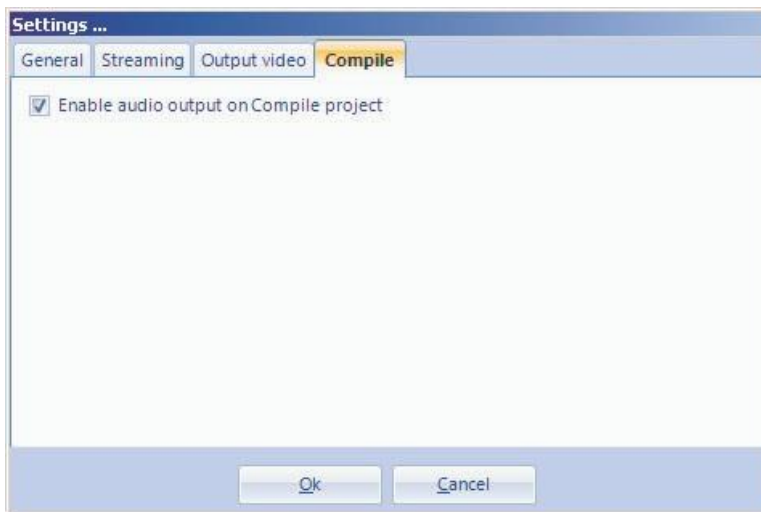 Settings ...
General Streaming Output video Compile
Enable audio output on Compile project
Ok Cancel